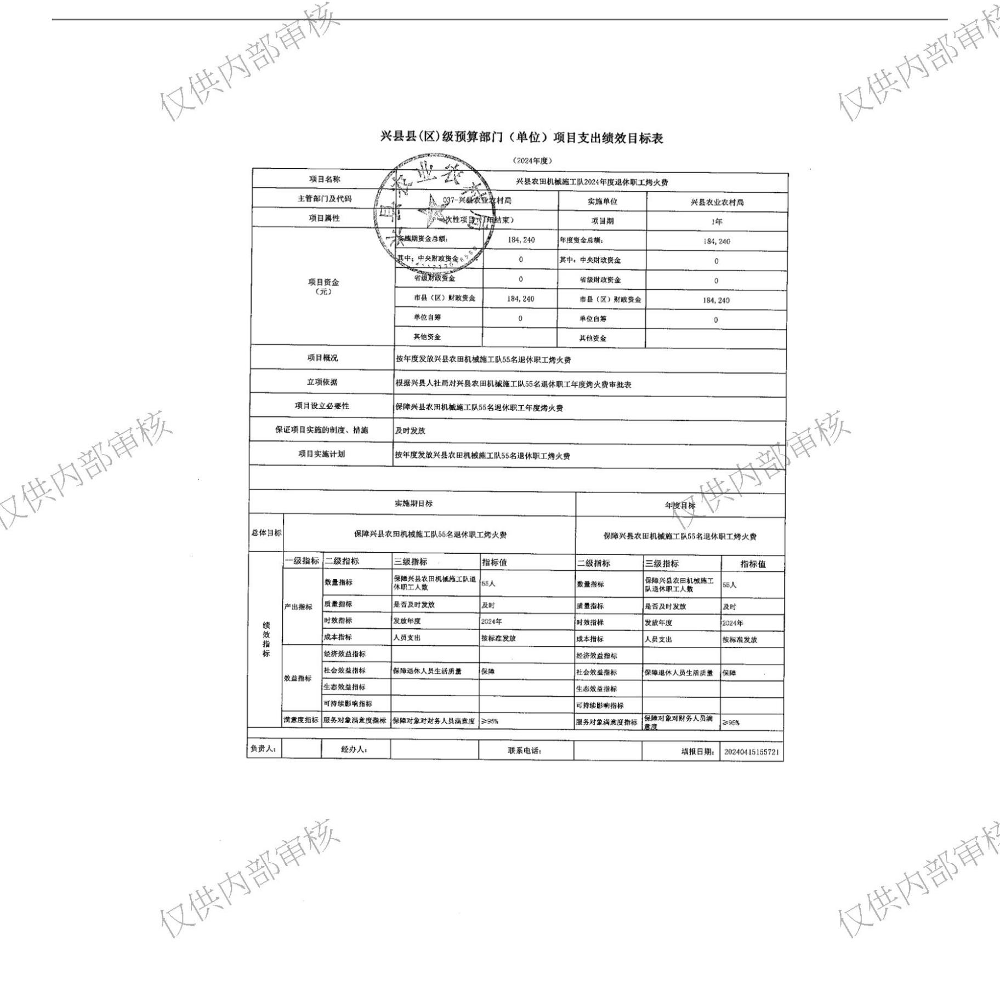 仅供内部审核
仅供内部审核
兴县县(区)级预算部门（单位）项目支出绩效目标表
（2024年度）
项目名称 兴县农田机械施工队2024年度退休职工烤火费
主管部门及代码 037-兴县农业农村局 实施单位 兴县农业农村局
项目属性 一次性项目（1年结束） 项目期 1年
项目资金
（元）
实施期资金总额： 184,240 年度资金总额： 184,240
其中：中央财政资金 0 其中：中央财政资金 0
省级财政资金 0 省级财政资金 0
市县（区）财政资金 184,240 市县（区）财政资金 184,240
单位自筹 0 单位自筹 0
其他资金 其他资金
项目概况 按年度发放兴县农田机械施工队55名退休职工烤火费
立项依据 根据兴县人社局对兴县农田机械施工队55名退休职工年度烤火费审批表
项目设立必要性 保障兴县农田机械施工队55名退休职工年度烤火费
保证项目实施的制度、措施 及时发放
项目实施计划 按年度发放兴县农田机械施工队55名退休职工烤火费
仅供内部审核
仅供内部审核
实施期目标 年度目标
总体目标 保障兴县农田机械施工队55名退休职工烤火费 保障兴县农田机械施工队55名退休职工烤火费
绩效指标
一级指标 二级指标 三级指标 指标值 二级指标 三级指标 指标值
产出指标 数量指标 保障兴县农田机械施工队退休职工人数 55人 数量指标 保障兴县农田机械施工队退休职工人数 55人
质量指标 是否及时发放 及时 质量指标 是否及时发放 及时
时效指标 发放年度 2024年 时效指标 发放年度 2024年
成本指标 人员支出 按标准发放 成本指标 人员支出 按标准发放
效益指标 经济效益指标 经济效益指标
社会效益指标 保障退休人员生活质量 保障 社会效益指标 保障退休人员生活质量 保障
生态效益指标 生态效益指标
可持续影响指标 可持续影响指标
满意度指标 服务对象满意度指标 保障对象对财务人员满意度 ≥95% 服务对象满意度指标 保障对象对财务人员满意度 ≥95%
负责人： 经办人： 联系电话： 填报日期： 20240415155721
仅供内部审核
仅供内部审核